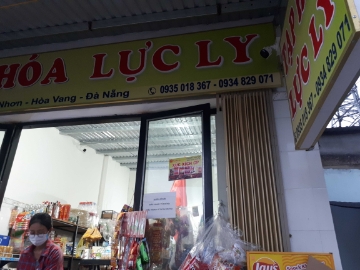 HÓA LỰC LY
Nhơn - Hòa Vang - Đà Nẵng
0935 018 367 - 0934 829 071
TẠP H
LỰC LY
0935 018 367 - 0934 829 071
Lay's